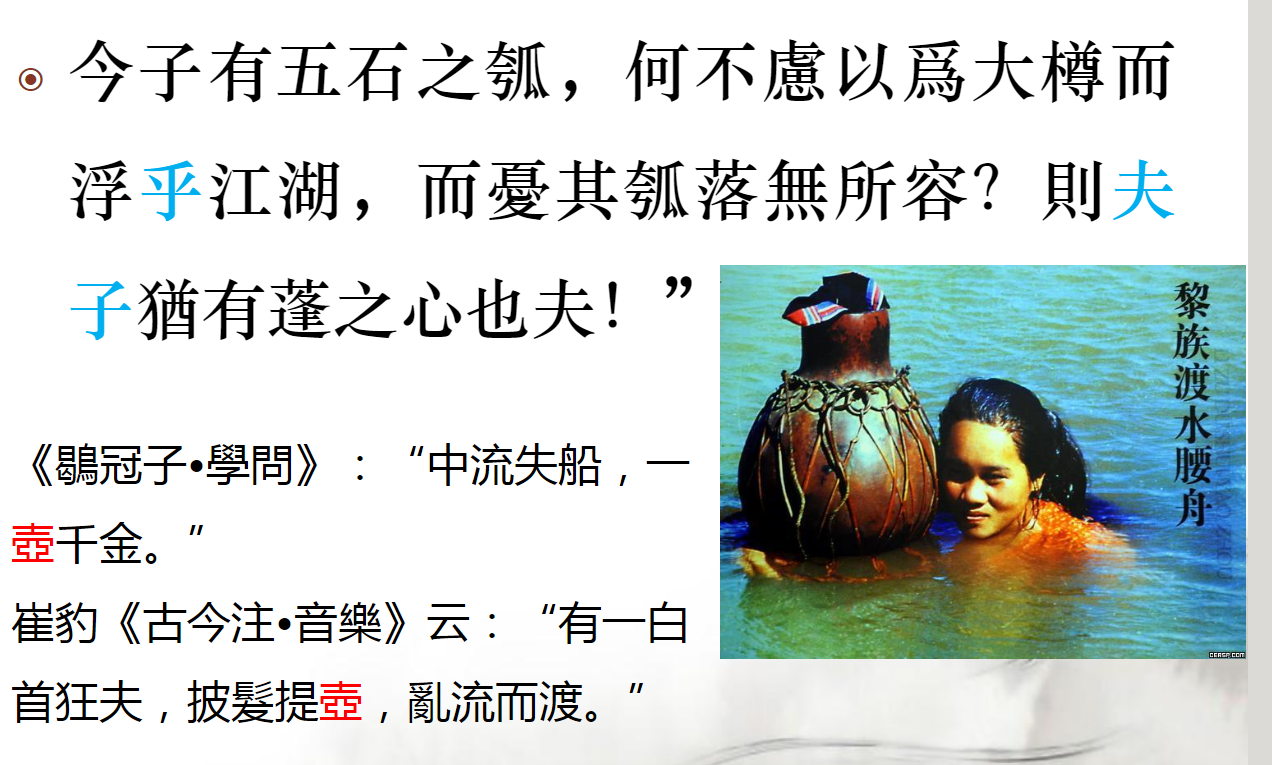 今子有五石之瓠，何不慮以爲大樽而
浮乎江湖，而憂其瓠落無所容？則夫
子猶有蓬之心也夫！”
黎族渡水腰舟
《鶡冠子•學問》：“中流失船，一
壺千金。”
崔豹《古今注•音樂》云：“有一白
首狂夫，披髮提壺，亂流而渡。”
CERSP.COM